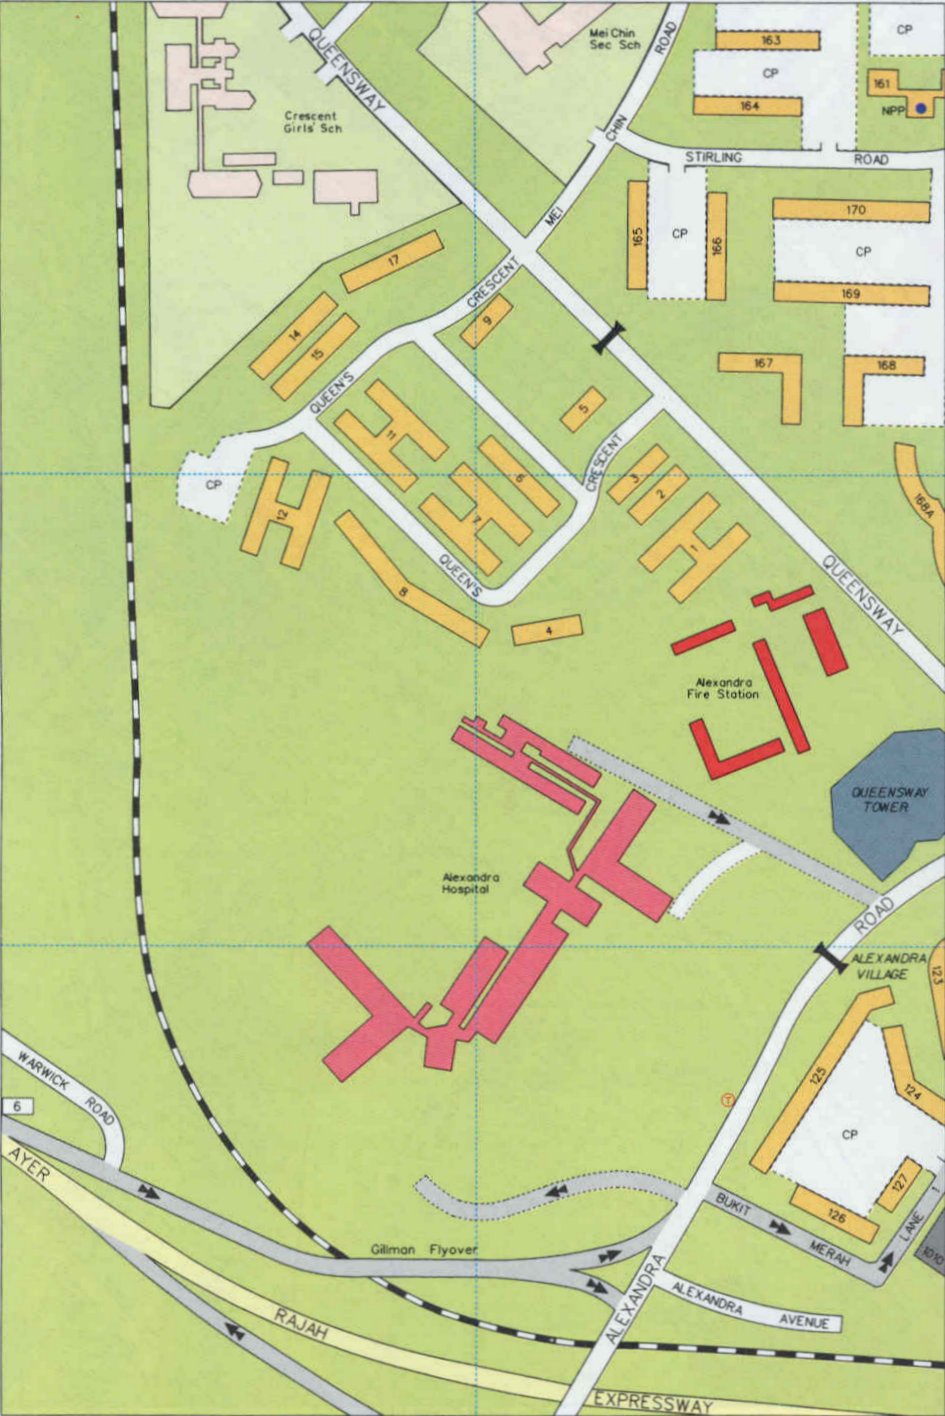 QUEENSWAY
Mei Chin
Sec Sch
ROAD
163
CP
CP
161
164
NPP
Crescent
Girls' Sch
CHIN
STIRLING
ROAD
MEI
165
CP
166
170
CP
169
17
CRESCENT
9
14
15
167
168
QUEEN'S
5
11
CRESCENT
6
3
2
CP
12
7
1
168A
QUEEN'S
8
4
QUEENSWAY
Alexandra
Fire Station
QUEENSWAY
TOWER
Alexandra
Hospital
ROAD
ALEXANDRA
VILLAGE
123
125
124
T
CP
WARWICK
ROAD
6
AYER
127
126
BUKIT
MERAH
LANE
1
1010
Gillman Flyover
ALEXANDRA
ALEXANDRA
AVENUE
RAJAH
EXPRESSWAY